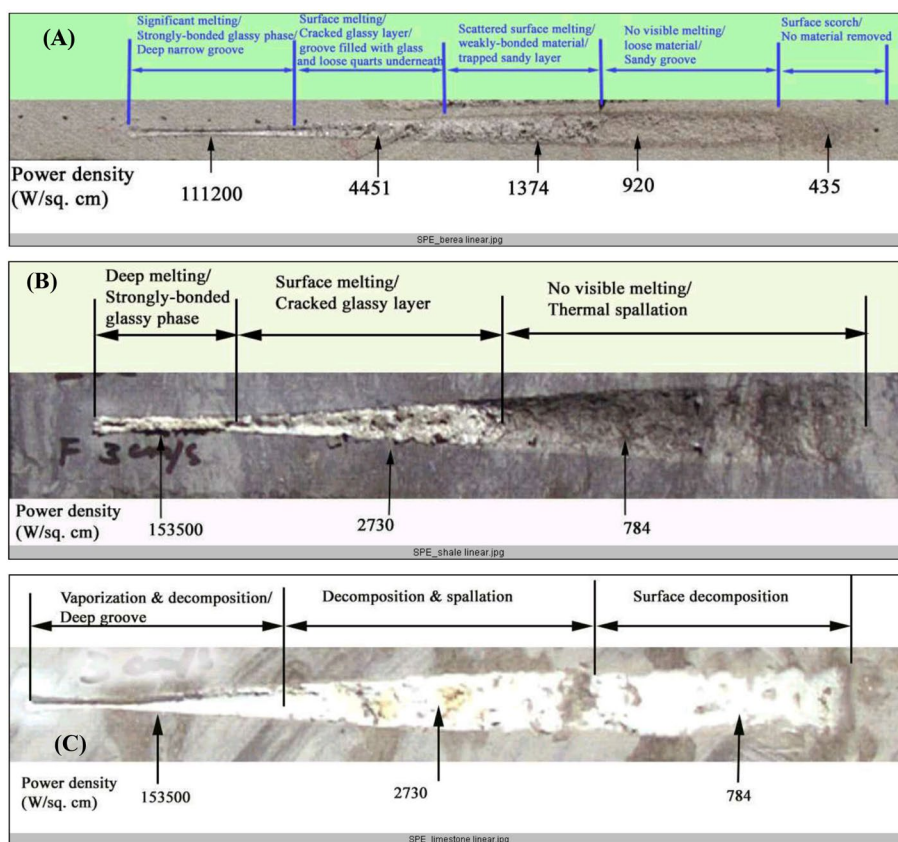 (A)
Significant melting/
Strongly-bonded glassy phase/
Deep narrow groove
Surface melting/
Cracked glassy layer/
groove filled with glass
and loose quarts underneath
Scattered surface melting/
weakly-bonded material/
trapped sandy layer
No visible melting/
loose material/
Sandy groove
Surface scorch/
No material removed
Power density
(W/sq. cm)
111200
4451
1374
920
435
SPE_berea linear.jpg
(B)
Deep melting/
Strongly-bonded
glassy phase
Surface melting/
Cracked glassy layer
No visible melting/
Thermal spallation
F 3 cm/s
Power density
(W/sq. cm)
153500
2730
784
SPE_shale linear.jpg
Vaporization & decomposition/
Deep groove
Decomposition & spallation
Surface decomposition
(C)
Power density
(W/sq. cm)
153500
2730
784
SPE_limestone linear.jpg